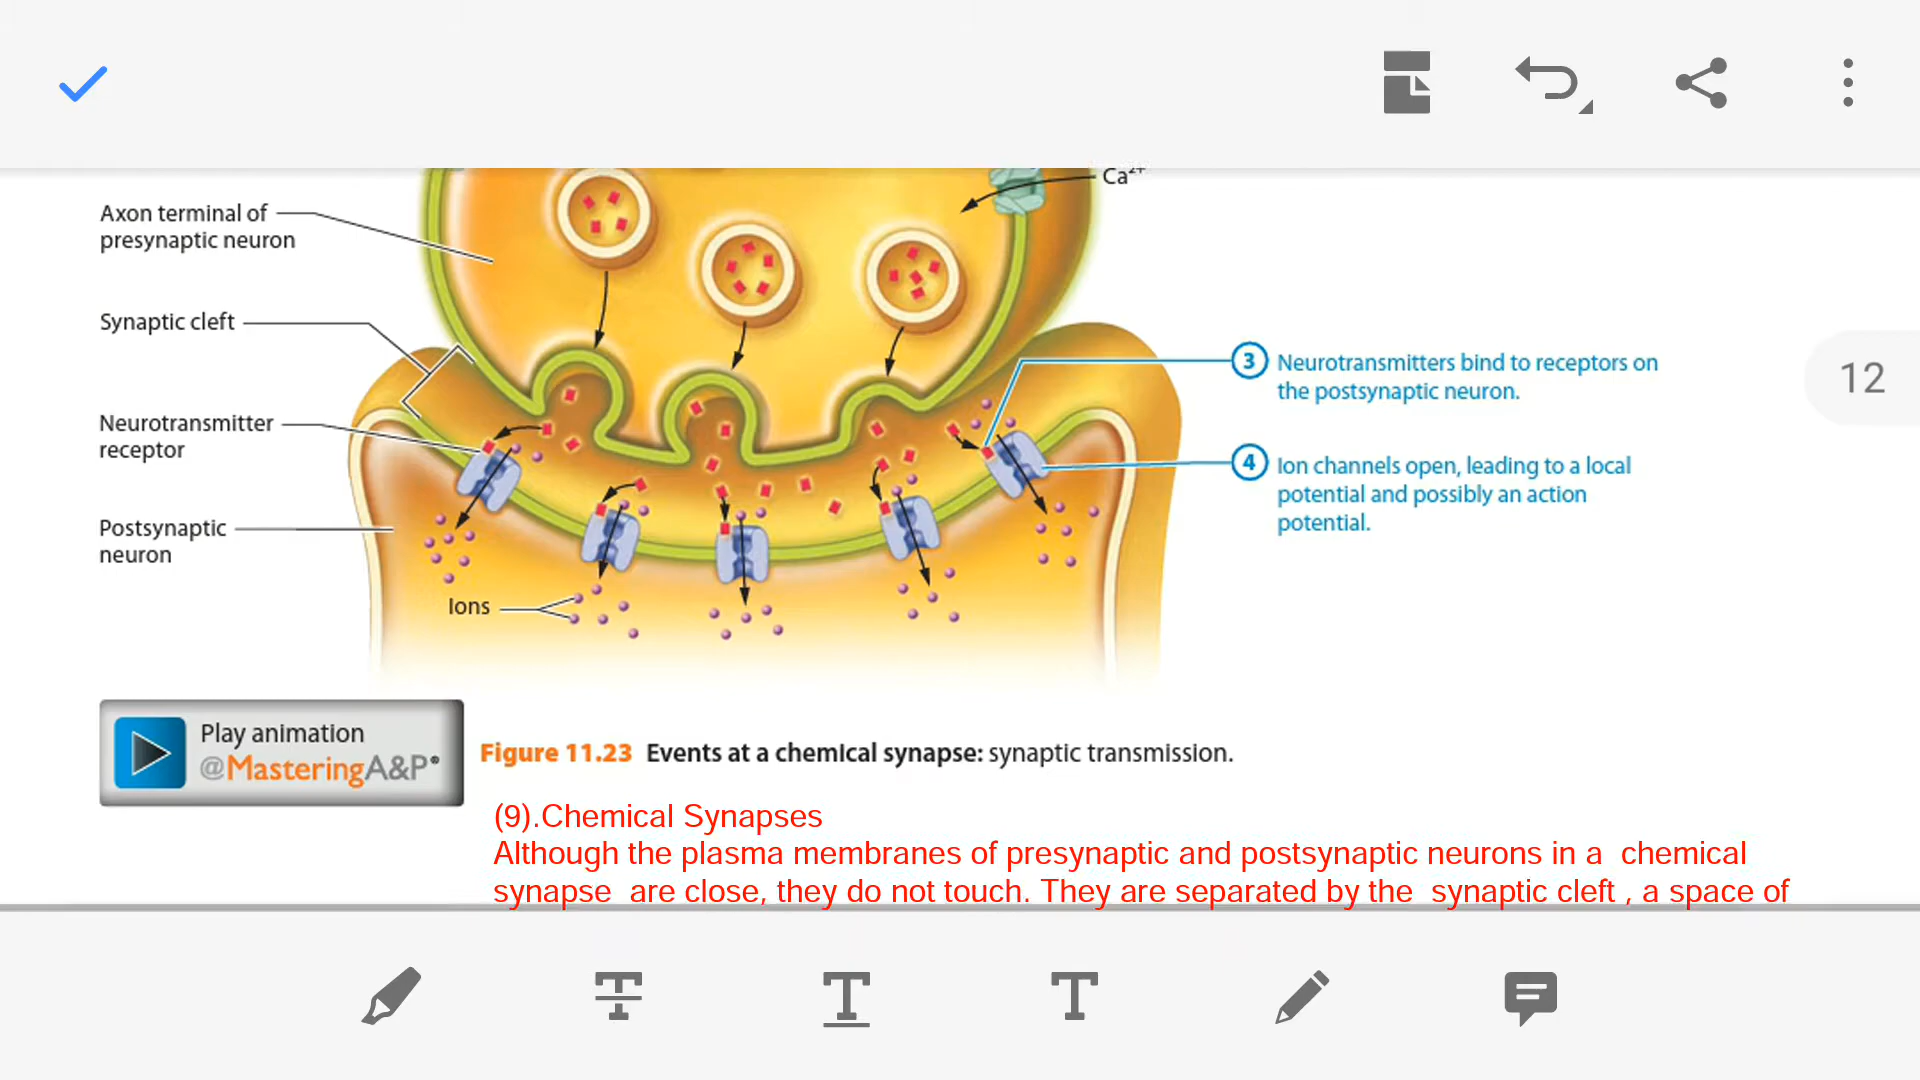 Ca²⁺
Axon terminal of
presynaptic neuron
Synaptic cleft
3 Neurotransmitters bind to receptors on
the postsynaptic neuron.
12
Neurotransmitter
receptor
4 Ion channels open, leading to a local
potential and possibly an action
potential.
Postsynaptic
neuron
Ions
Play animation
@MasteringA&P®
Figure 11.23 Events at a chemical synapse: synaptic transmission.
(9).Chemical Synapses
Although the plasma membranes of presynaptic and postsynaptic neurons in a chemical
synapse are close, they do not touch. They are separated by the synaptic cleft , a space of
T
T
T